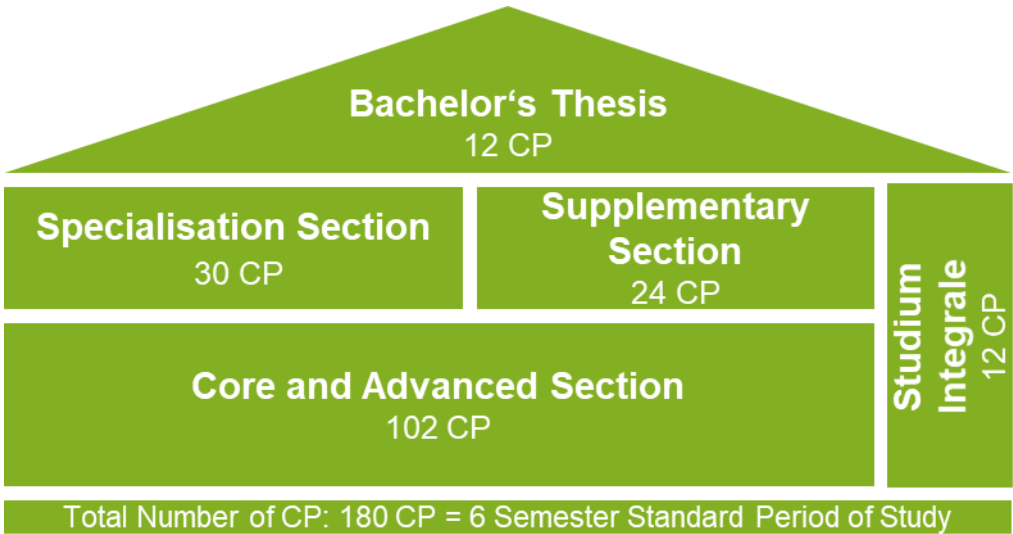 Bachelor‘s Thesis
12 CP
Specialisation Section
30 CP
Supplementary
Section
24 CP
Studium
Integrale
12 CP
Core and Advanced Section
102 CP
Total Number of CP: 180 CP = 6 Semester Standard Period of Study